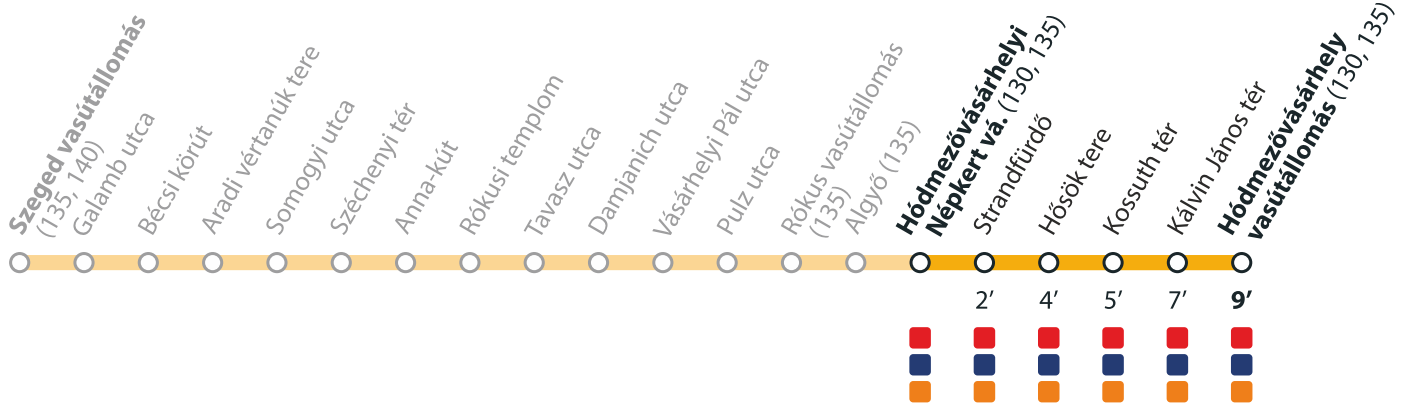 Szeged vasútállomás
(135, 140)
Galamb utca
Bécsi körút
Aradi vértanúk tere
Somogyi utca
Széchenyi tér
Anna-kút
Rókusi templom
Tavasz utca
Damjanich utca
Vásárhelyi Pál utca
Pulz utca
Rókus vasútállomás
(135)
Algyő (135)
Hódmezővásárhelyi
Népkert vá. (130, 135)
Strandfürdő
Hősök tere
Kossuth tér
Kálvin János tér
Hódmezővásárhely
vasútállomás (130, 135)
2’ 4’ 5’ 7’ 9’